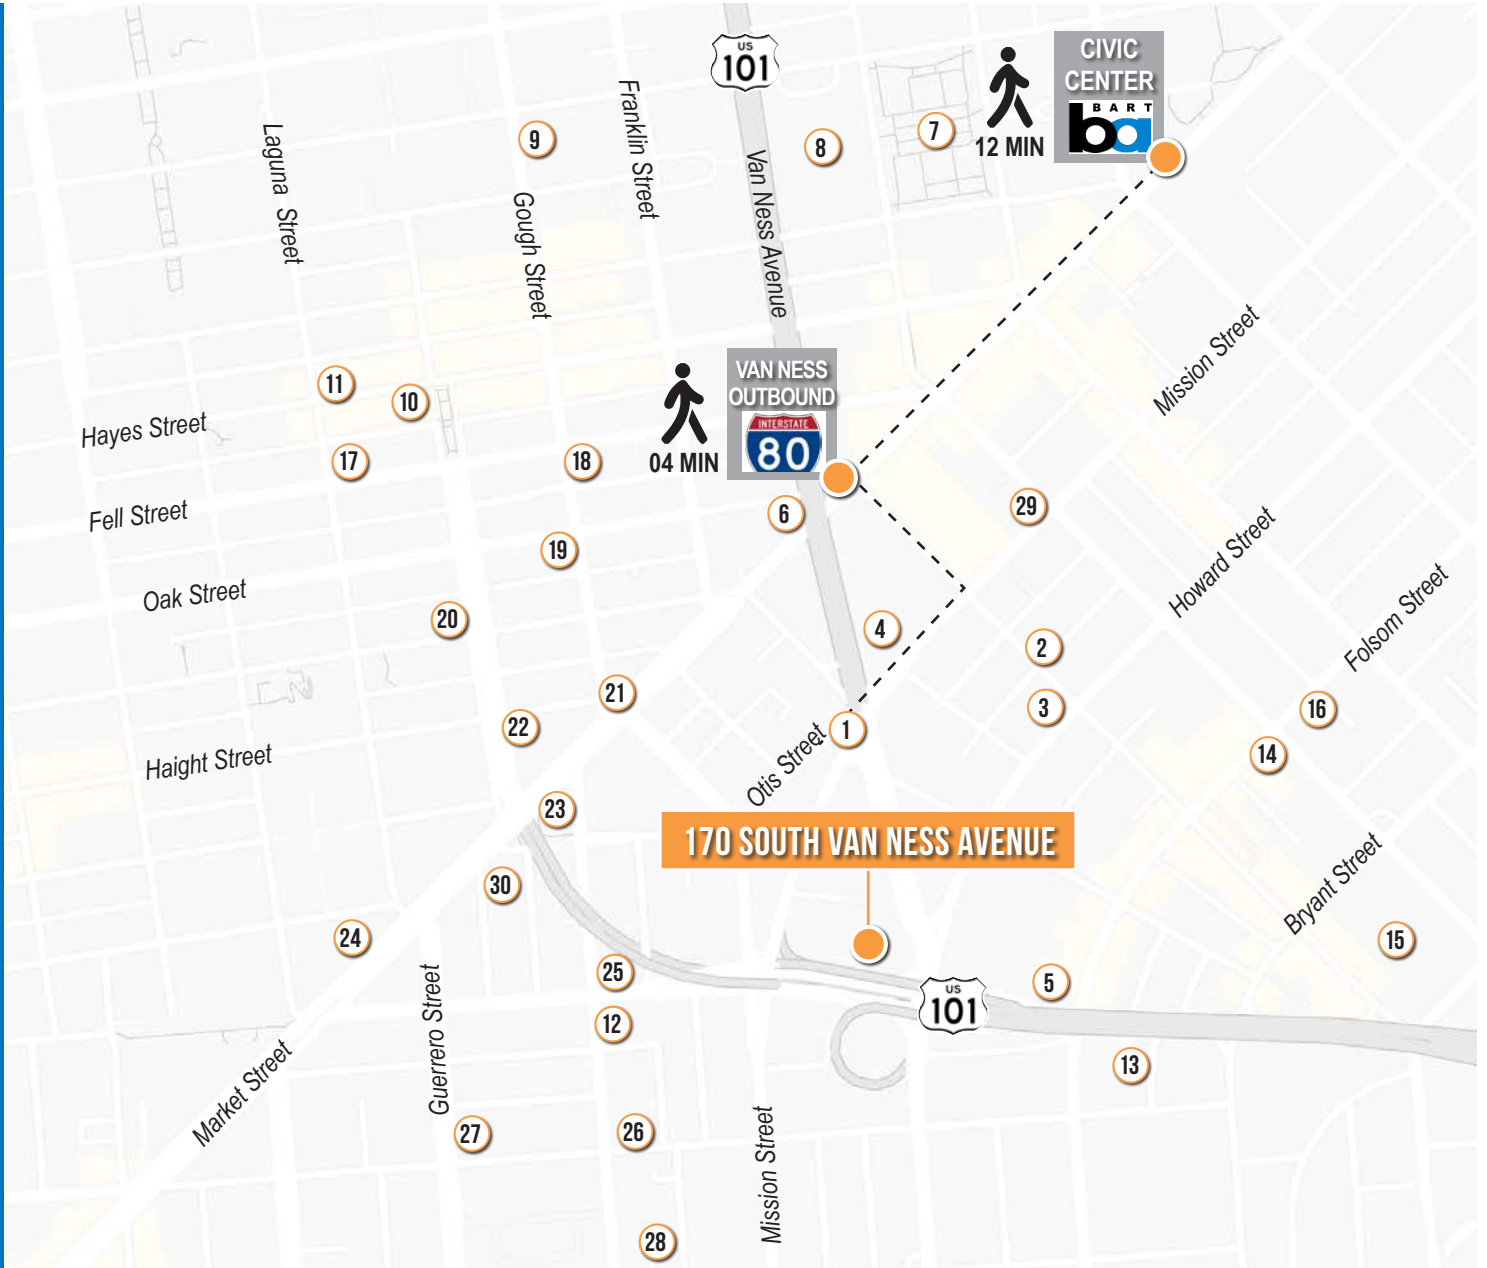 US
101
CIVIC
CENTER
BART
ba
12 MIN
7
8
9
Laguna Street
Gough Street
Franklin Street
Van Ness Avenue
Mission Street
VAN NESS
OUTBOUND
INTERSTATE
80
04 MIN
11
10
Hayes Street
17
18
6
29
Fell Street
19
Howard Street
Oak Street
20
4
2
Folsom Street
21
3
16
22
1
14
Haight Street
Otis Street
23
170 SOUTH VAN NESS AVENUE
30
Bryant Street
24
15
25
5
US
101
12
Guerrero Street
13
Market Street
27
26
Mission Street
28